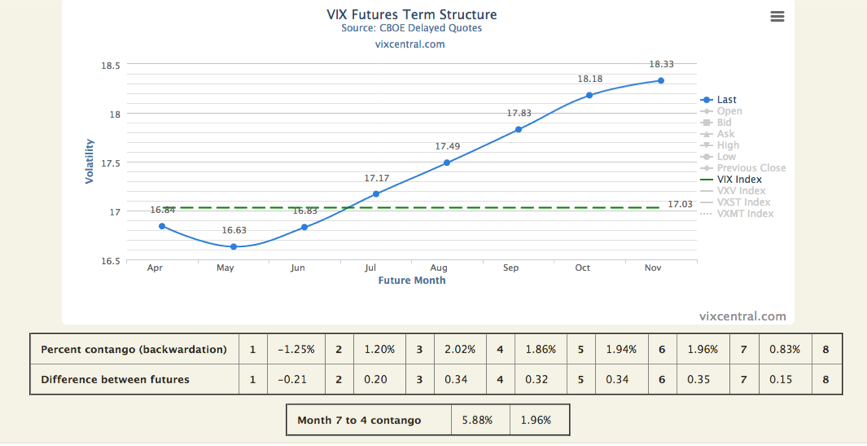 VIX Futures Term Structure
Source: CBOE Delayed Quotes
vixcentral.com
18.5
18
17.5
17
16.5
Volatility
16.84
16.63
16.83
17.17
17.49
17.83
18.18
18.33
17.03
Apr May Jun Jul Aug Sep Oct Nov
Future Month
Last
Open
Bid
Ask
High
Low
Previous Close
VIX Index
VXV Index
VXST Index
VXMT Index
vixcentral.com
Percent contango (backwardation) 1 -1.25% 2 1.20% 3 2.02% 4 1.86% 5 1.94% 6 1.96% 7 0.83% 8
Difference between futures 1 -0.21 2 0.20 3 0.34 4 0.32 5 0.34 6 0.35 7 0.15 8
Month 7 to 4 contango 5.88% 1.96%